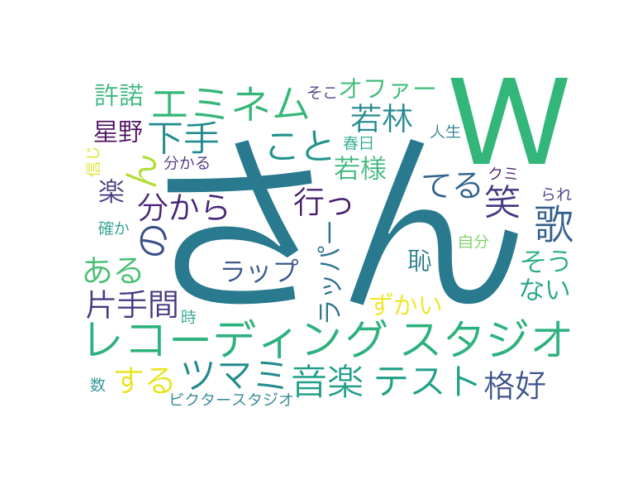 許諾 エミネム そこ オファー W
星野 下手 こと 若林 人生
信じ ん 分かる さん 春日 若様 クミ
楽 分から 行っ てる 笑 られ
確か の ラップ ラッパー 恥 自分 歌
ある そう
片手間 時 ずかい ない
レコーディング スタジオ
数 する ツマミ 音楽 テスト 格好
ビクタースタジオ